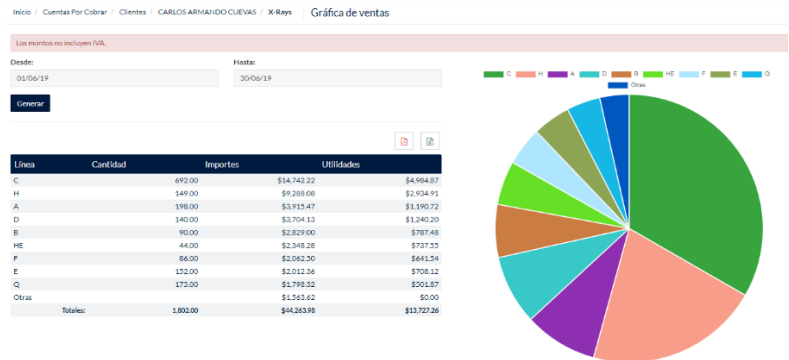 Inicio / Cuentas Por Cobrar / Clientes / CARLOS ARMANDO CUEVAS / X-Rays Gráfica de ventas
Los montos no incluyen IVA.
Desde: Hasta:
01/06/19 30/06/19
Generar
Línea Cantidad Importes Utilidades
C 692.00 $14,742.22 $4,984.87
H 149.00 $9,288.08 $2,934.91
A 198.00 $3,915.47 $1,190.72
D 140.00 $3,704.13 $1,240.20
B 90.00 $2,829.00 $787.48
HE 44.00 $2,348.28 $737.55
F 86.00 $2,062.50 $641.54
E 152.00 $2,012.36 $708.12
Q 173.00 $1,798.32 $501.87
Otras $1,563.62 $0.00
Totales: 1,802.00 $44,263.98 $13,727.26
C H A D B HE F E Q
Otras